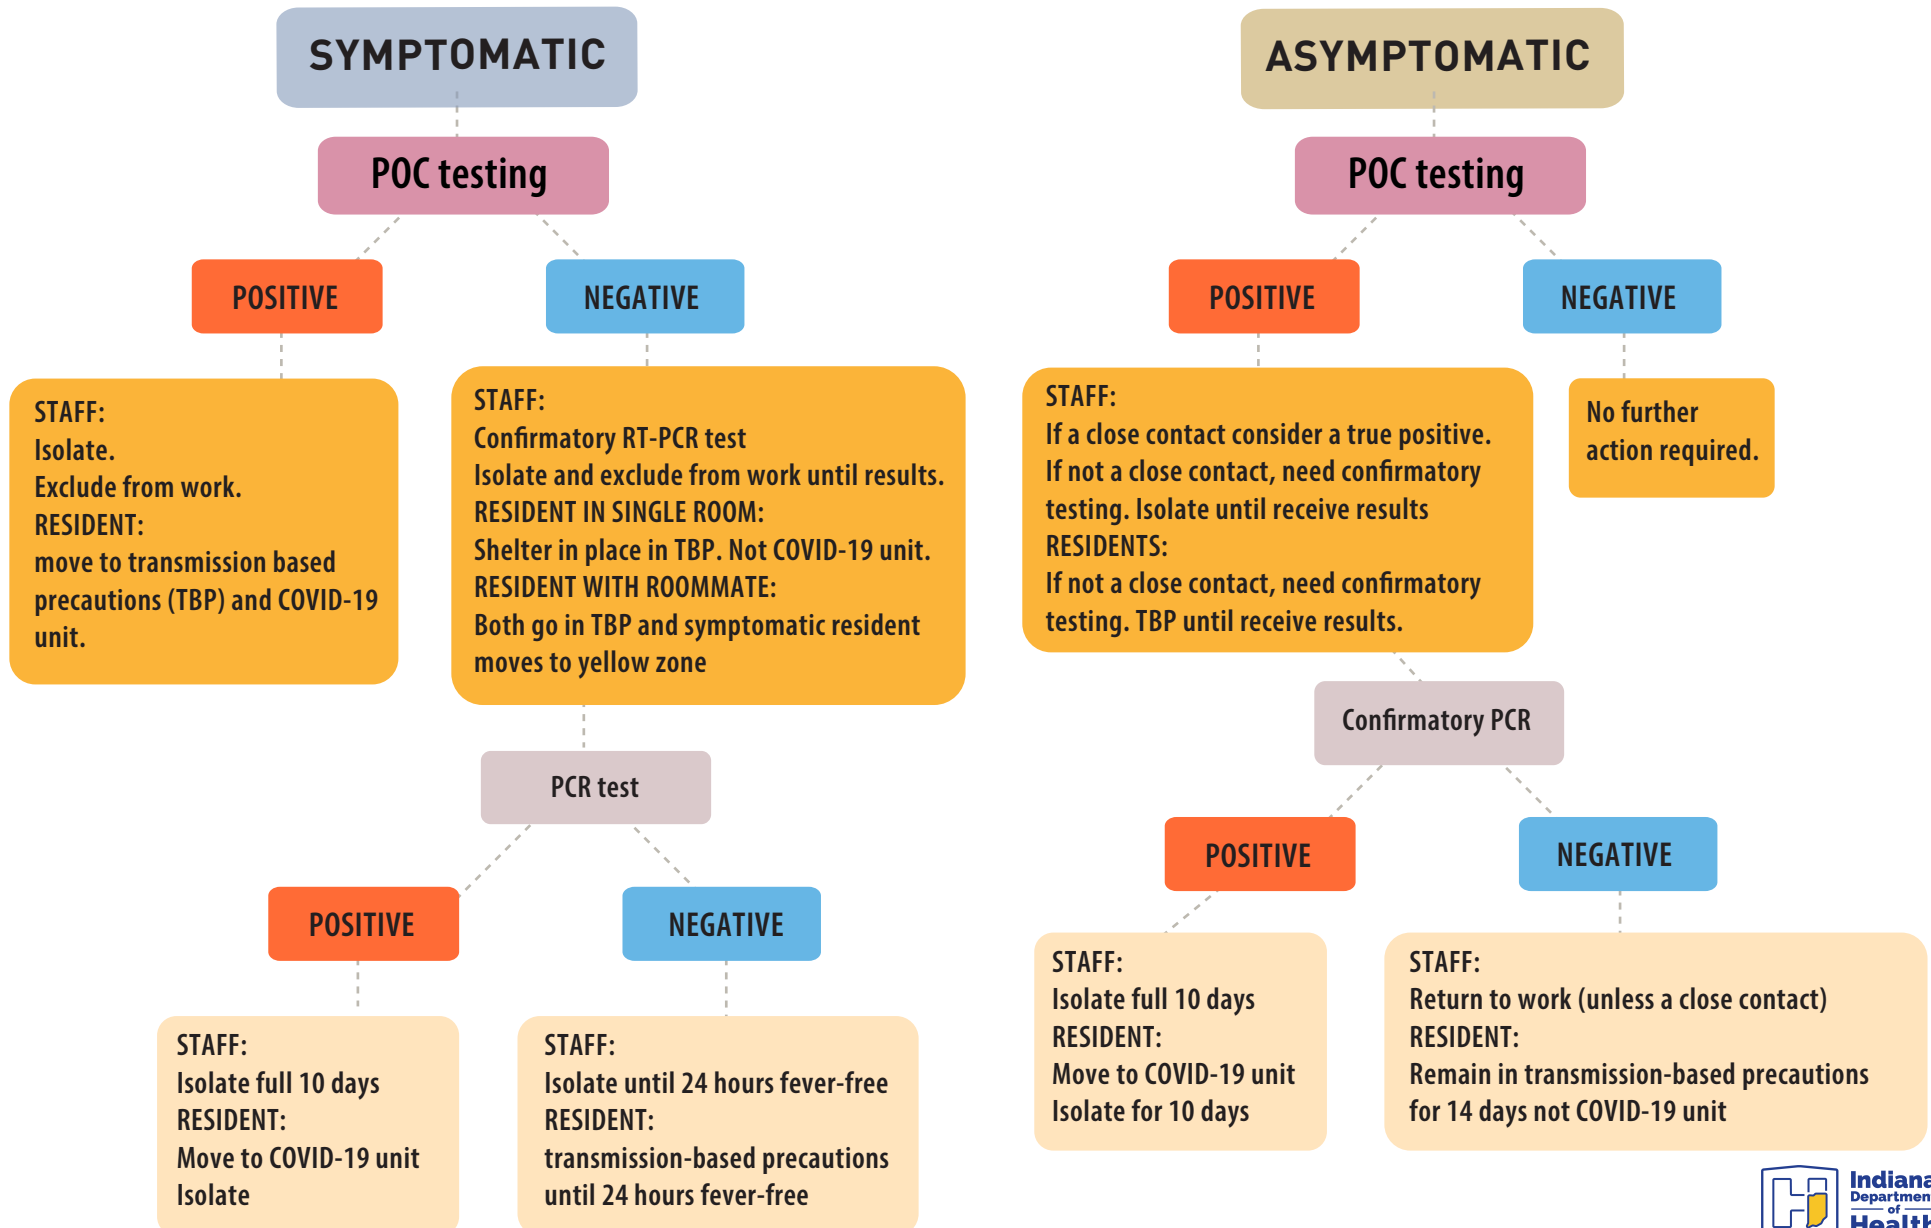 SYMPTOMATIC
POC testing
POSITIVE
NEGATIVE
STAFF:
Isolate.
Exclude from work.
RESIDENT:
move to transmission based
precautions (TBP) and COVID-19
unit.
STAFF:
Confirmatory RT-PCR test
Isolate and exclude from work until results.
RESIDENT IN SINGLE ROOM:
Shelter in place in TBP. Not COVID-19 unit.
RESIDENT WITH ROOMMATE:
Both go in TBP and symptomatic resident
moves to yellow zone
PCR test
POSITIVE
NEGATIVE
STAFF:
Isolate full 10 days
RESIDENT:
Move to COVID-19 unit
Isolate
STAFF:
Isolate until 24 hours fever-free
RESIDENT:
transmission-based precautions
until 24 hours fever-free
ASYMPTOMATIC
POC testing
POSITIVE
NEGATIVE
STAFF:
If a close contact consider a true positive.
If not a close contact, need confirmatory
testing. Isolate until receive results
RESIDENTS:
If not a close contact, need confirmatory
testing. TBP until receive results.
No further
action required.
Confirmatory PCR
POSITIVE
NEGATIVE
STAFF:
Isolate full 10 days
RESIDENT:
Move to COVID-19 unit
Isolate for 10 days
STAFF:
Return to work (unless a close contact)
RESIDENT:
Remain in transmission-based precautions
for 14 days not COVID-19 unit
Indiana
Department
of
Health